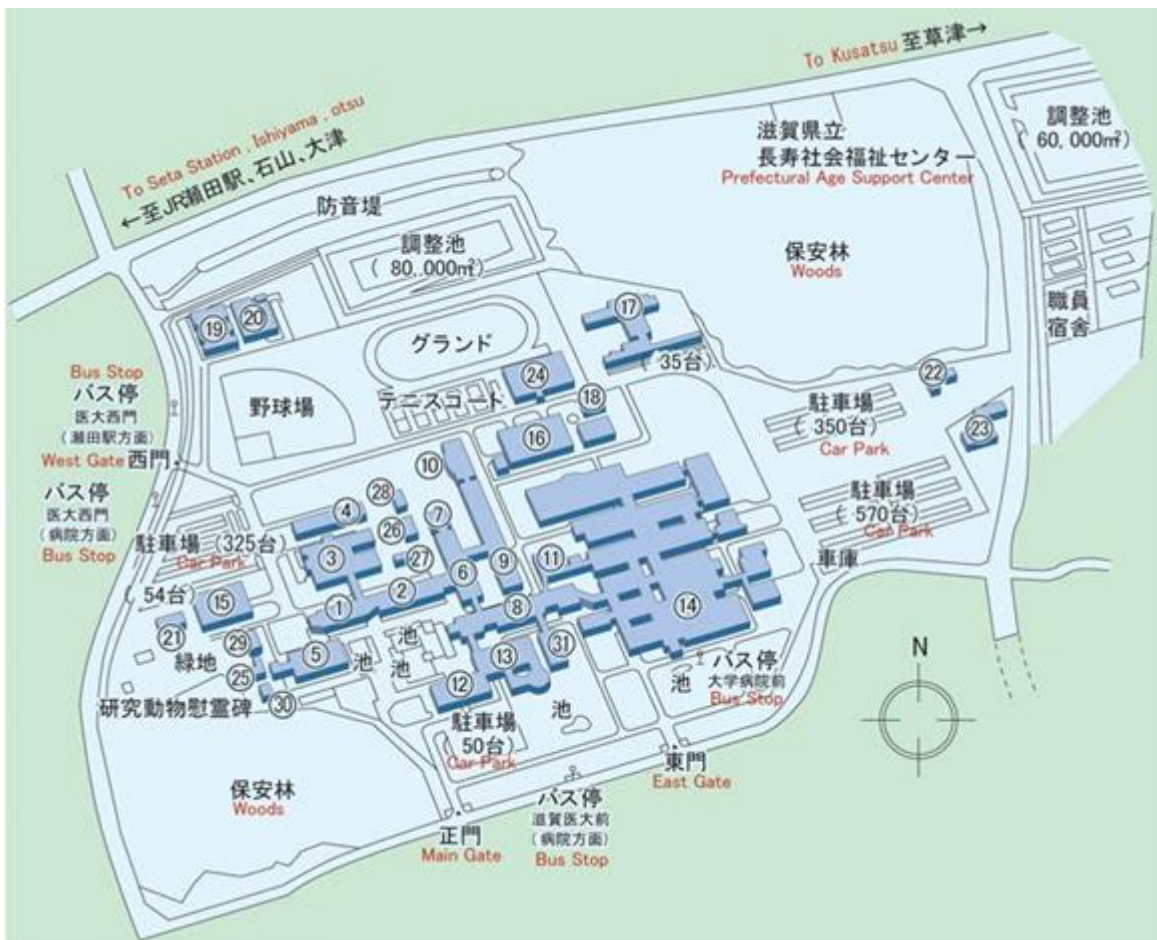 To Kusatsu 至草津→
To Seta Station . Ishiyama . otsu
←至JR瀬田駅、石山、大津
調整池
( 60, 000㎡)
滋賀県立
長寿社会福祉センター
Prefectural Age Support Center
防音堤
調整池
( 80,.000㎡)
保安林
Woods
職員
宿舎
⑲
⑳
⑰
グランド
( 35台)
㉔
㉒
Bus Stop
バス停
医大西門
(瀬田駅方面)
West Gate 西門
野球場
テニスコート
⑱
駐車場
( 350台)
Car Park
㉓
⑯
⑩
バス停
医大西門
(病院方面)
Bus Stop
駐車場
( 570台)
Car Park
㉘
④
⑦
㉖
駐車場 (325台)
Car Park
③
㉗
⑥
⑨
⑪
車庫
( 54台)
⑮
①
②
⑧
⑭
㉑
㉙
緑地
⑤
池
池
池
⑬
㉛
㉕
⑫
研究動物慰霊碑
㉚
池
池
バス停
大学病院前
Bus Stop
N
駐車場
( 50台)
Car Park
東門
East Gate
保安林
Woods
バス停
滋賀医大前
(病院方面)
Bus Stop
正門
Main Gate